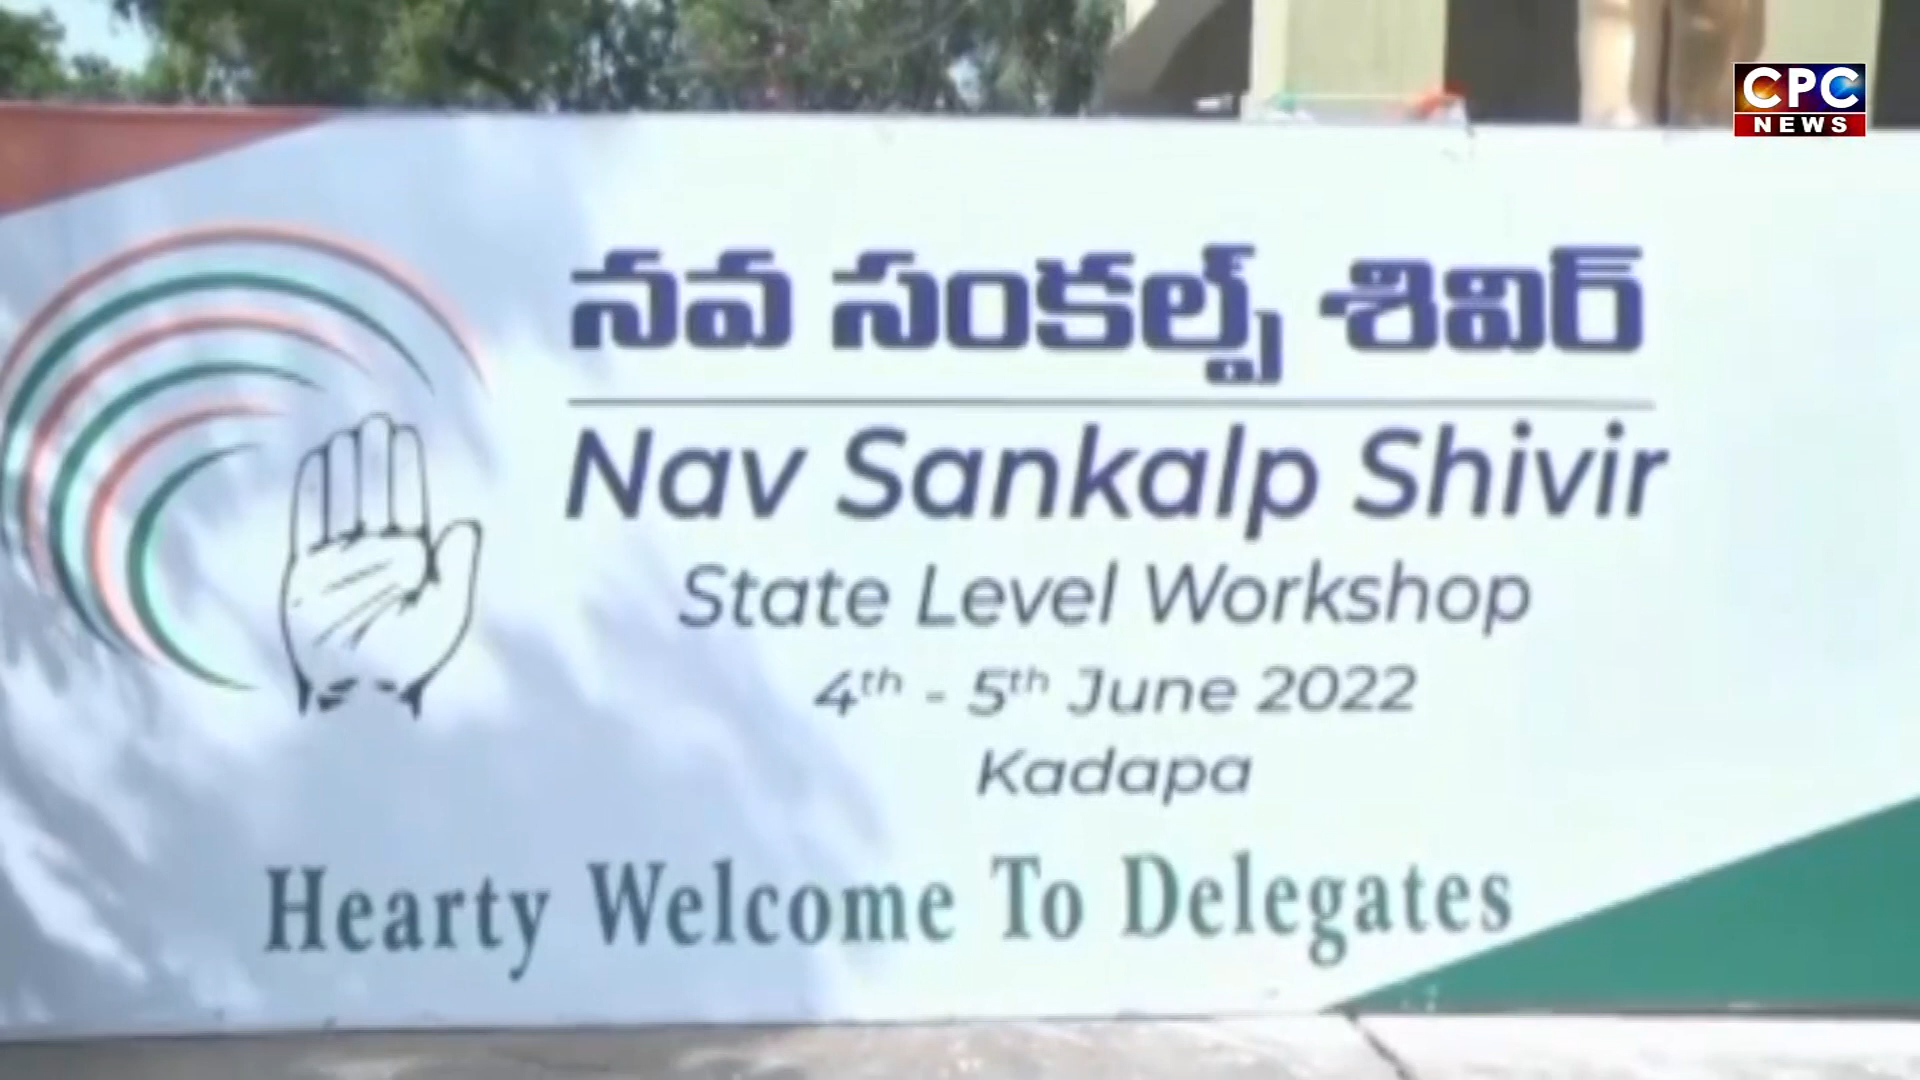 CPC
NEWS
నవ సంకల్ప్ శివిర్
Nav Sankalp Shivir
State Level Workshop
4th - 5th June 2022
Kadapa
Hearty Welcome To Delegates